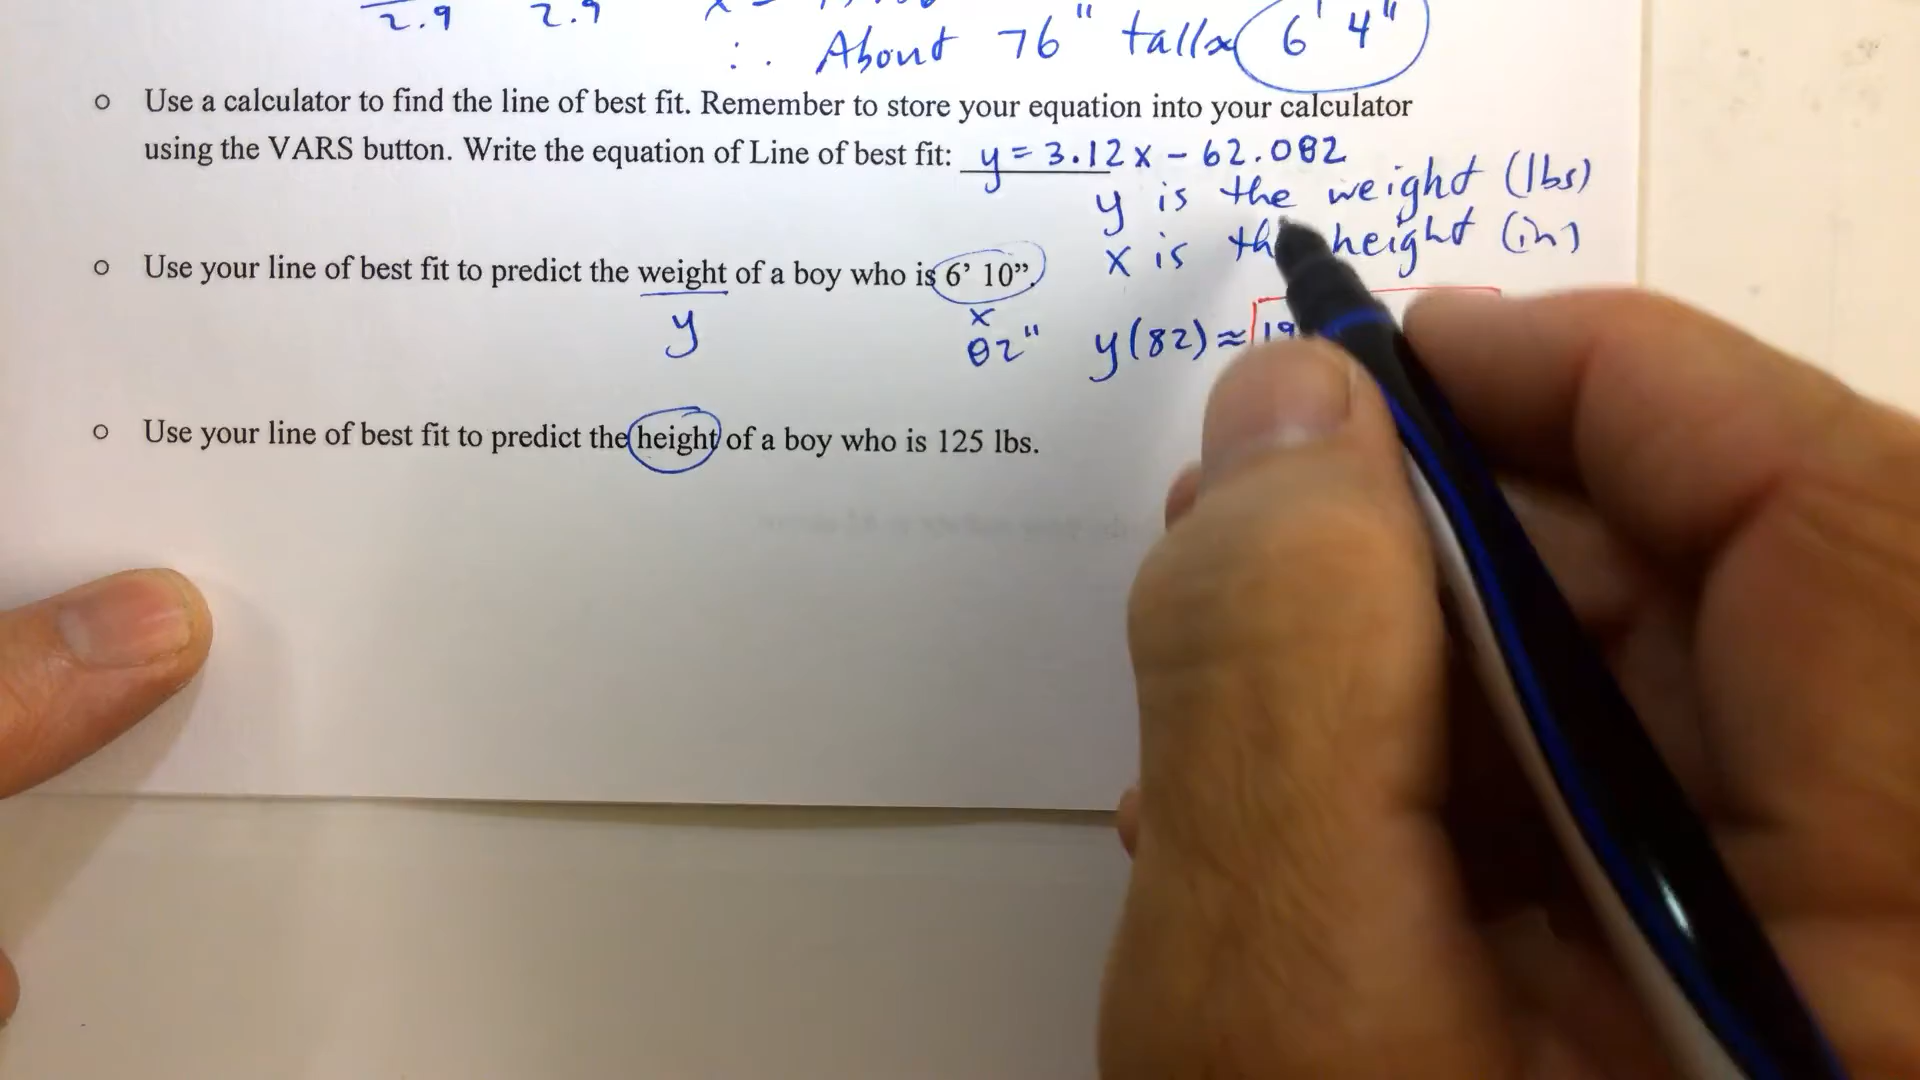 2.9 2.9
∴ About 76" tall 6' 4"
Use a calculator to find the line of best fit. Remember to store your equation into your calculator
using the VARS button. Write the equation of Line of best fit: y = 3.12x - 62.082
y is the weight (lbs)
x is the height (in)
Use your line of best fit to predict the weight of a boy who is 6’ 10”.
y x
82" y(82) ≈ 19
Use your line of best fit to predict the height of a boy who is 125 lbs.